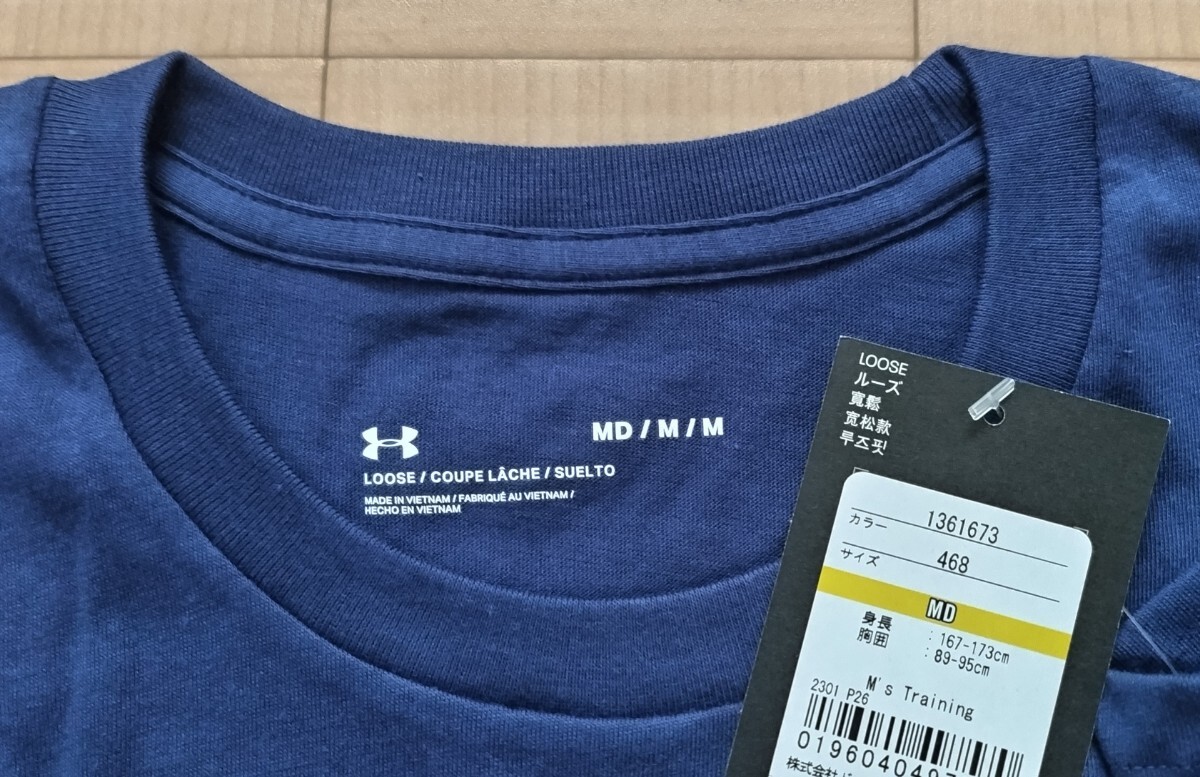 MD / M / M
LOOSE / COUPE LÂCHE / SUELTO
MADE IN VIETNAM / FABRIQUÉ AU VIETNAM /
HECHO EN VIETNAM
LOOSE
ルーズ
寬鬆
宽松款
루즈핏
1361673
カラー 468
サイズ
MD
身長 : 167-173cm
胸囲 : 89-95cm
M's Training
2301 P26
0196040
株式会社